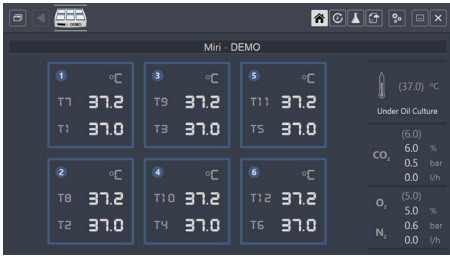 DEMO
Miri - DEMO
1 °C
T7 37.2
T1 37.0
3 °C
T9 37.2
T3 37.0
5 °C
T11 37.2
T5 37.0
2 °C
T8 37.2
T2 37.0
4 °C
T10 37.2
T4 37.0
6 °C
T12 37.2
T6 37.0
(37.0) °C
Under Oil Culture
(6.0)
CO₂ 6.0 %
0.5 bar
0.0 l/h
(5.0)
O₂ 5.0 %
N₂ 0.6 bar
0.0 l/h